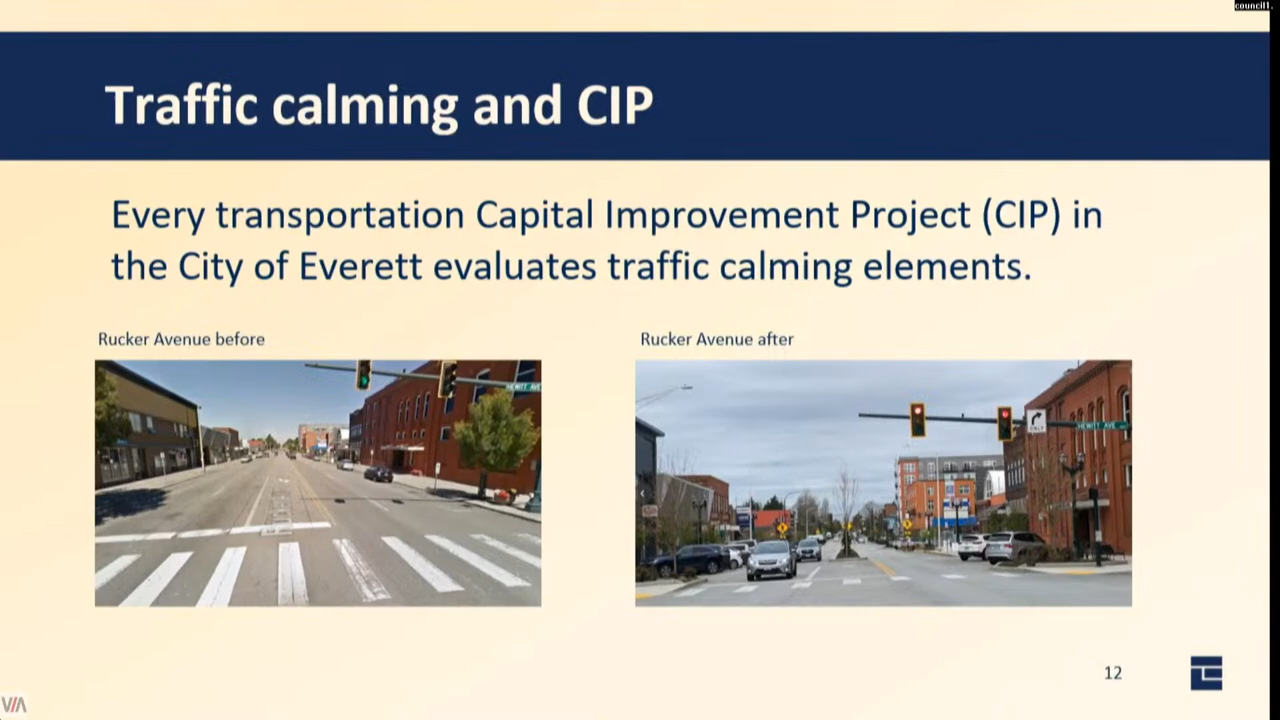 council1.
Traffic calming and CIP
Every transportation Capital Improvement Project (CIP) in
the City of Everett evaluates traffic calming elements.
Rucker Avenue before
Rucker Avenue after
HEWITT AVE
ONLY
HEWITT AVE
12
VIA